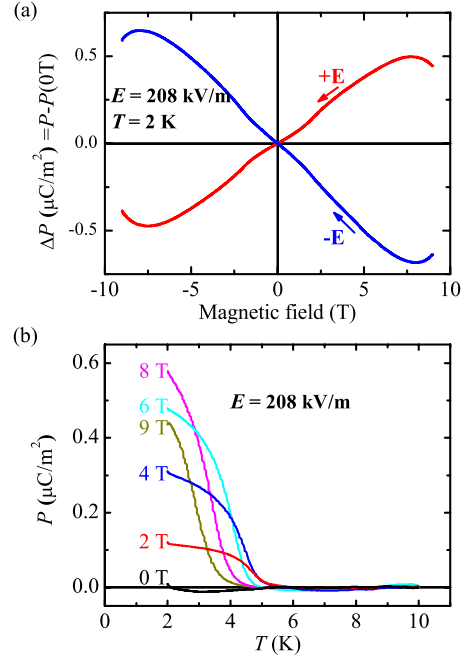 (a)
ΔP (μC/m²) =P-P(0T)
0.5
0.0
-0.5
+E
E = 208 kV/m
T = 2 K
-E
-10
-5
0
5
10
Magnetic field (T)
(b)
P (μC/m²)
0.6
0.4
0.2
0.0
8 T
6 T
9 T
4 T
2 T
0 T
E = 208 kV/m
0
2
4
6
8
10
T (K)